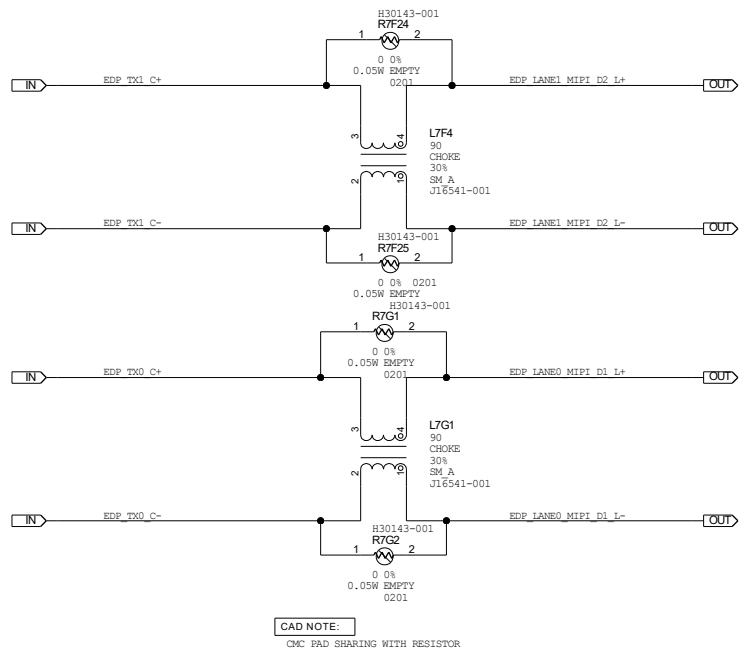 H30143-001
R7F24
1 2
0 0%
0.05W EMPTY
0201
IN EDP_TX1_C+ EDP_LANE1_MIPI_D2_L+ OUT
3 4
L7F4
90
CHOKE
30%
SM_A
J16541-001
2 1
IN EDP_TX1_C- EDP_LANE1_MIPI_D2_L- OUT
H30143-001
R7F25
1 2
0 0% 0201
0.05W EMPTY
H30143-001
R7G1
1 2
0 0%
0.05W EMPTY
0201
IN EDP_TX0_C+ EDP_LANE0_MIPI_D1_L+ OUT
3 4
L7G1
90
CHOKE
30%
SM_A
J16541-001
2 1
IN EDP_TX0_C- EDP_LANE0_MIPI_D1_L- OUT
H30143-001
R7G2
1 2
0 0%
0.05W EMPTY
0201
CAD NOTE:
CMC PAD SHARING WITH RESISTOR